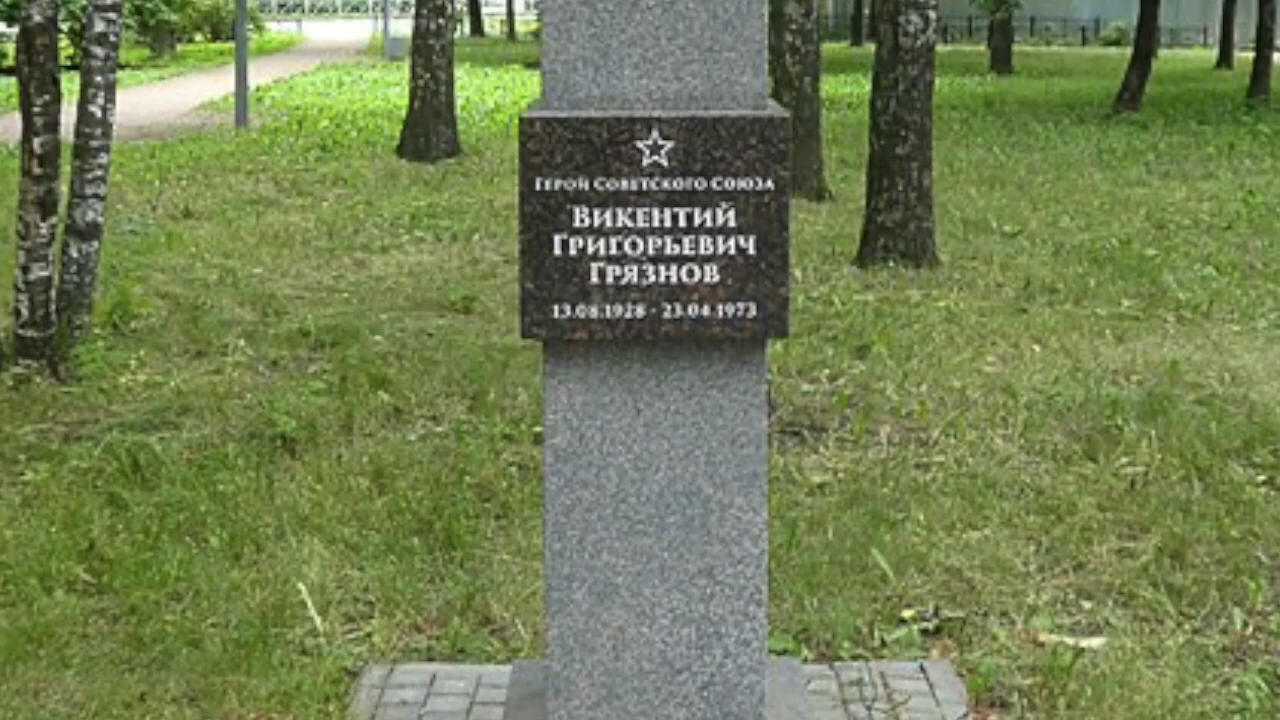 Герой Советского Союза
Викентий
Григорьевич
Грязнов
13.08.1928 - 23.04.1973